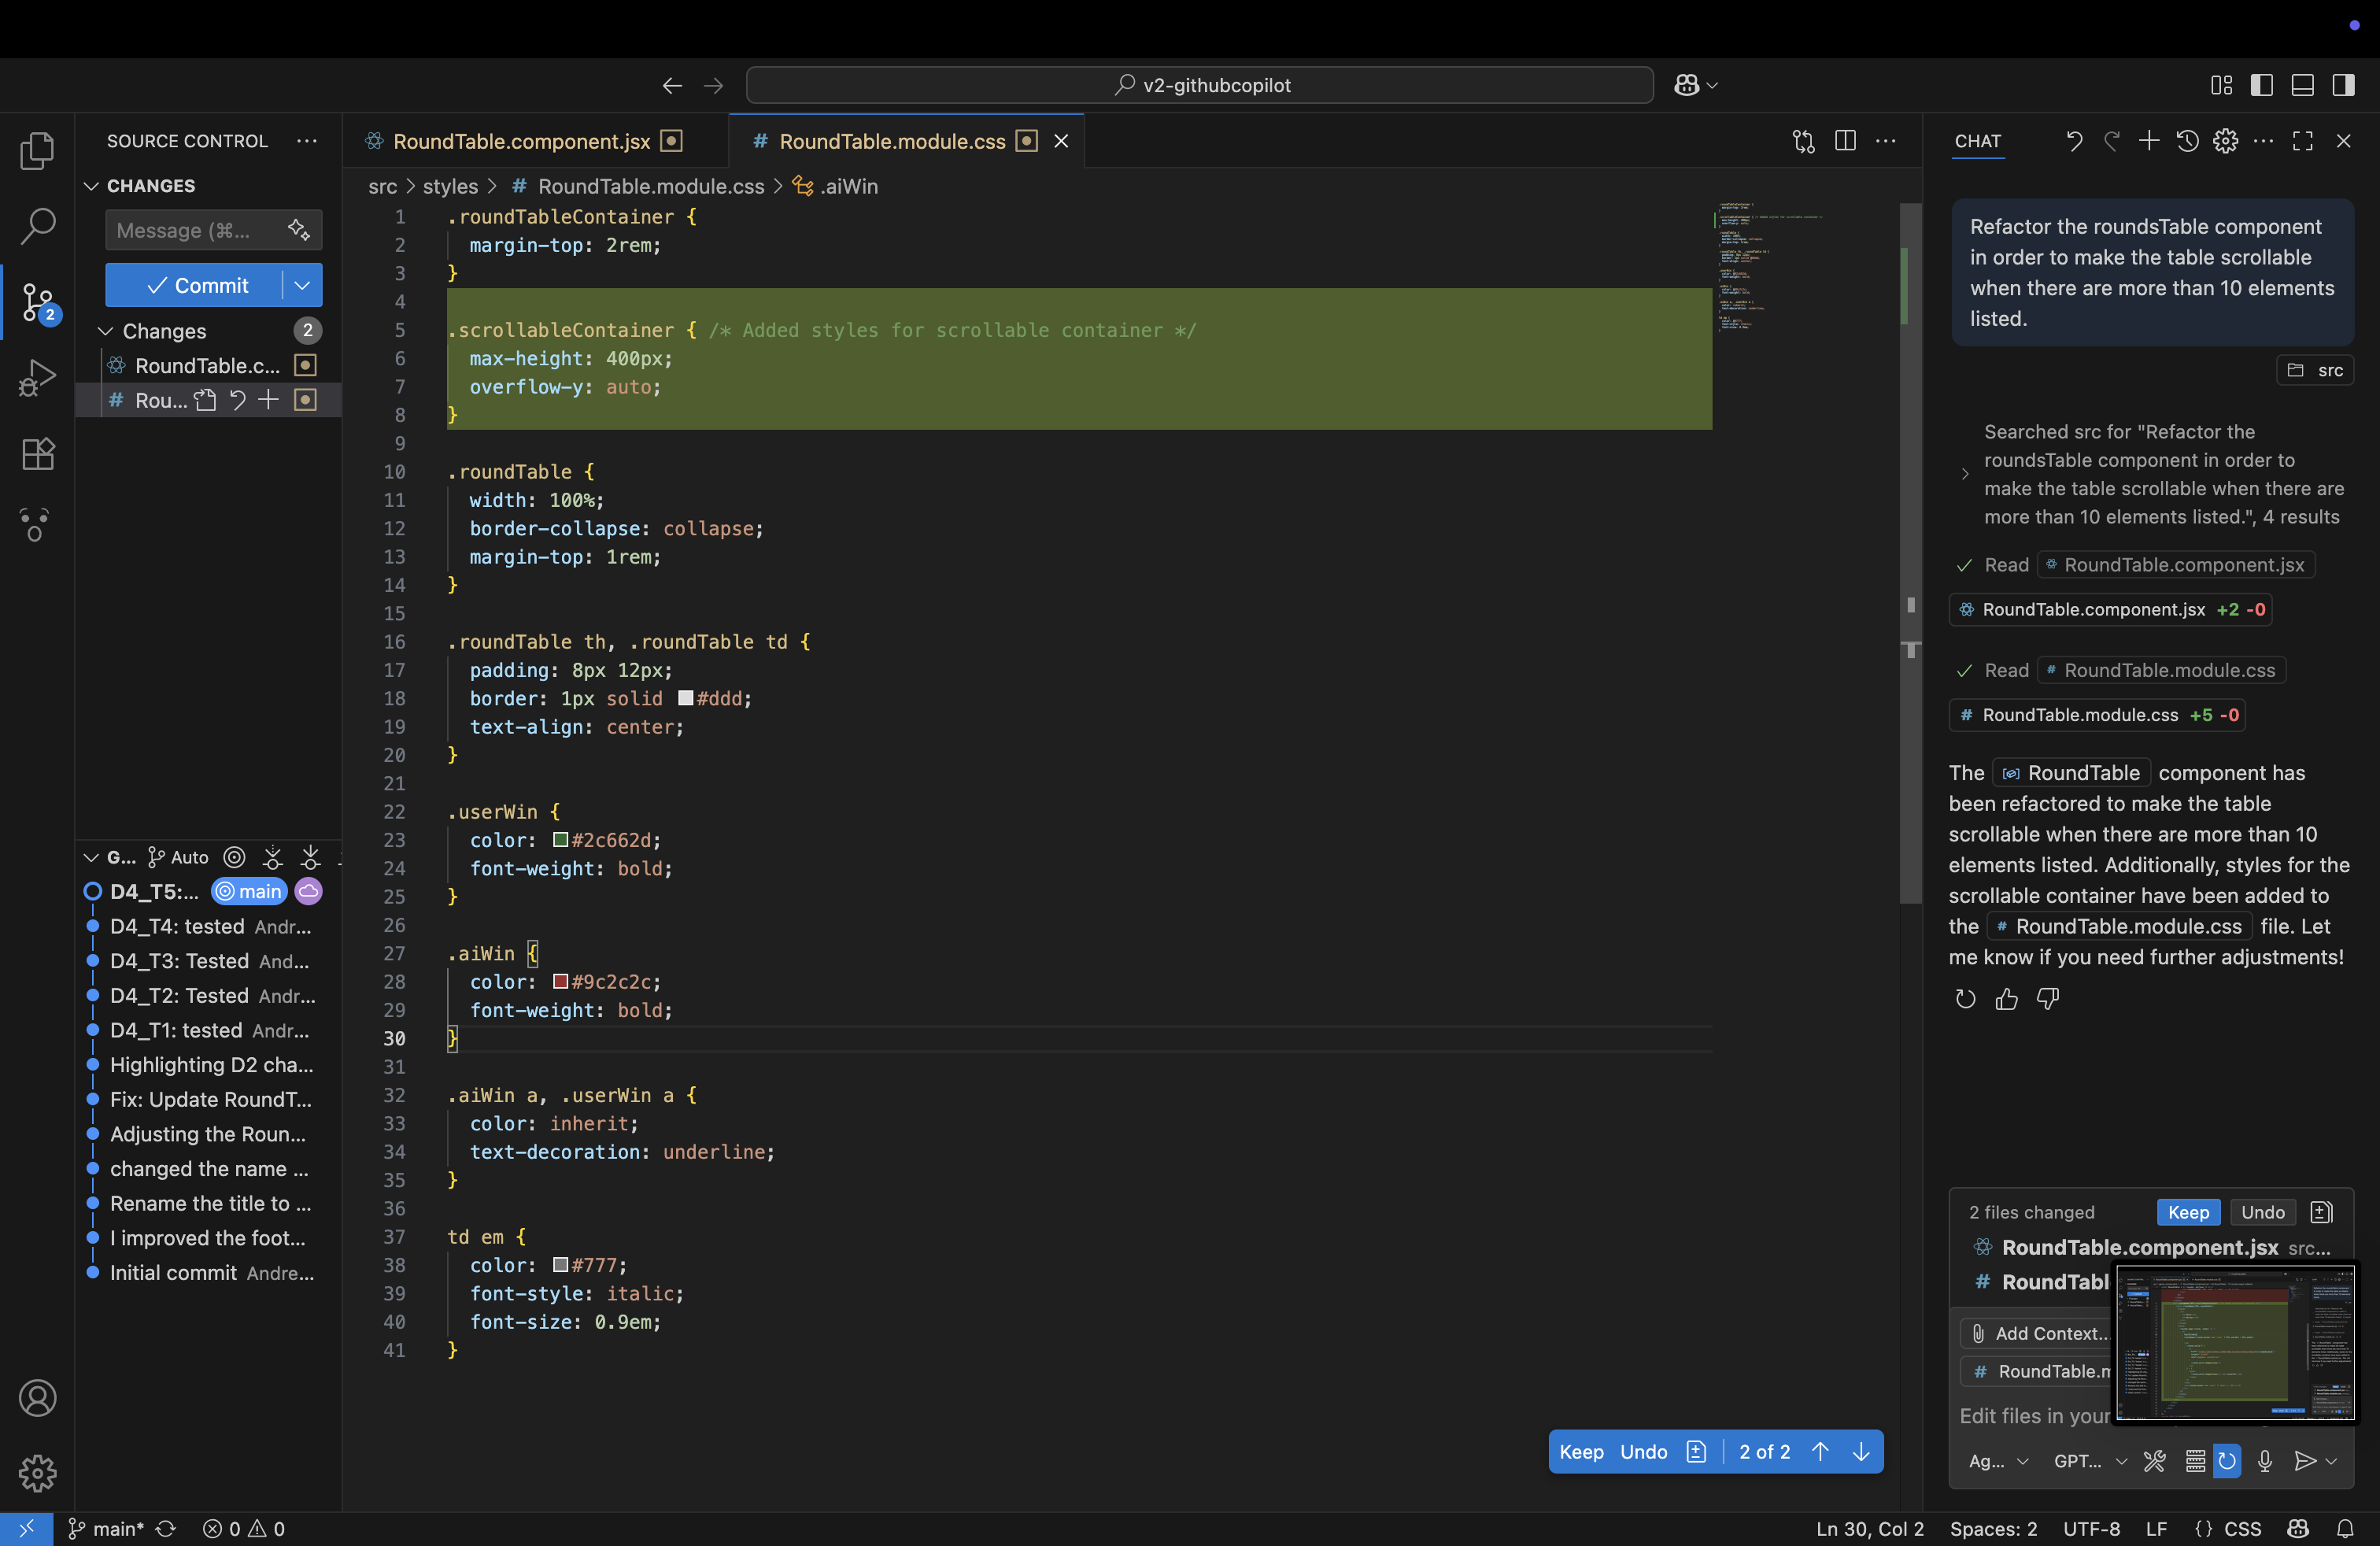 v2-githubcopilot
SOURCE CONTROL
CHANGES
Message (⌘...
Commit
Changes 2
RoundTable.c...
# Rou...
2
G... Auto
D4_T5:... main
D4_T4: tested Andr...
D4_T3: Tested And...
D4_T2: Tested Andr...
D4_T1: tested Andr...
Highlighting D2 cha...
Fix: Update RoundT...
Adjusting the Roun...
changed the name ...
Rename the title to ...
I improved the foot...
Initial commit Andre...
RoundTable.component.jsx
# RoundTable.module.css
src > styles > # RoundTable.module.css > .aiWin
1 .roundTableContainer {
2 margin-top: 2rem;
3 }
4
5 .scrollableContainer { /* Added styles for scrollable container */
6 max-height: 400px;
7 overflow-y: auto;
8 }
9
10 .roundTable {
11 width: 100%;
12 border-collapse: collapse;
13 margin-top: 1rem;
14 }
15
16 .roundTable th, .roundTable td {
17 padding: 8px 12px;
18 border: 1px solid #ddd;
19 text-align: center;
20 }
21
22 .userWin {
23 color: #2c662d;
24 font-weight: bold;
25 }
26
27 .aiWin {
28 color: #9c2c2c;
29 font-weight: bold;
30 }
31
32 .aiWin a, .userWin a {
33 color: inherit;
34 text-decoration: underline;
35 }
36
37 td em {
38 color: #777;
39 font-style: italic;
40 font-size: 0.9em;
41 }
Keep Undo 2 of 2
CHAT
Refactor the roundsTable component
in order to make the table scrollable
when there are more than 10 elements
listed.
src
Searched src for "Refactor the
roundsTable component in order to
make the table scrollable when there are
more than 10 elements listed.", 4 results
Read RoundTable.component.jsx
RoundTable.component.jsx +2 -0
Read # RoundTable.module.css
# RoundTable.module.css +5 -0
The RoundTable component has
been refactored to make the table
scrollable when there are more than 10
elements listed. Additionally, styles for the
scrollable container have been added to
the # RoundTable.module.css file. Let
me know if you need further adjustments!
2 files changed Keep Undo
RoundTable.component.jsx src...
# RoundTabl
Add Context...
# RoundTable.m
Edit files in your
Ag... GPT...
main* 0 0
Ln 30, Col 2 Spaces: 2 UTF-8 LF {} CSS